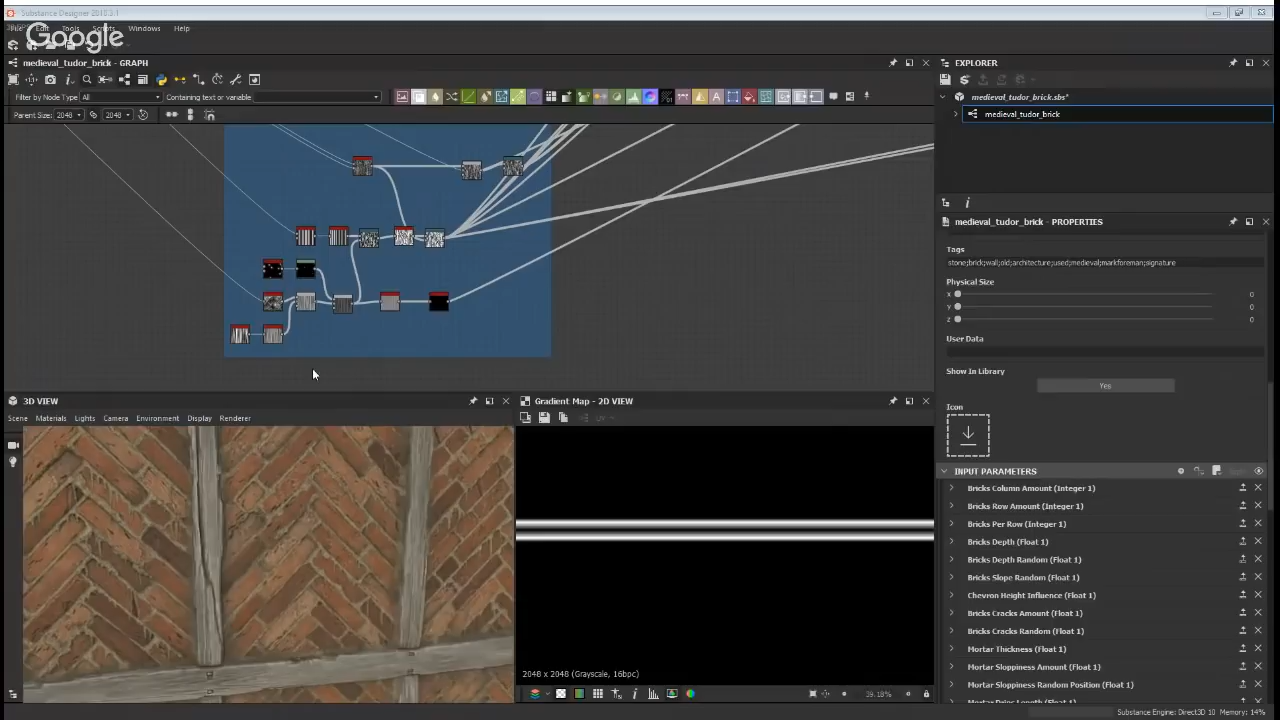 Substance Designer 2018.3.1
File Edit Tools Windows Help
Google
medieval_tudor_brick - GRAPH
Filter by Node Type All Containing text or variable
Parent Size: 2048 2048
EXPLORER
medieval_tudor_brick.sbs*
medieval_tudor_brick
medieval_tudor_brick - PROPERTIES
Tags
stone;brick;wall;old;architecture;used;medieval;markforeman;signature
Physical Size
x 0
y 0
z 0
User Data
Show In Library
Yes
Icon
INPUT PARAMETERS
Bricks Column Amount (Integer 1)
Bricks Row Amount (Integer 1)
Bricks Per Row (Integer 1)
Bricks Depth (Float 1)
Bricks Depth Random (Float 1)
Bricks Slope Random (Float 1)
Chevron Height Influence (Float 1)
Bricks Cracks Amount (Float 1)
Bricks Cracks Random (Float 1)
Mortar Thickness (Float 1)
Mortar Sloppiness Amount (Float 1)
Mortar Sloppiness Random Position (Float 1)
Mortar Drips Length (Float 1)
3D VIEW
Scene Materials Lights Camera Environment Display Renderer
Gradient Map - 2D VIEW
2048 x 2048 (Grayscale, 16bpc)
39.18%
Substance Engine: Direct3D 10 Memory: 14%